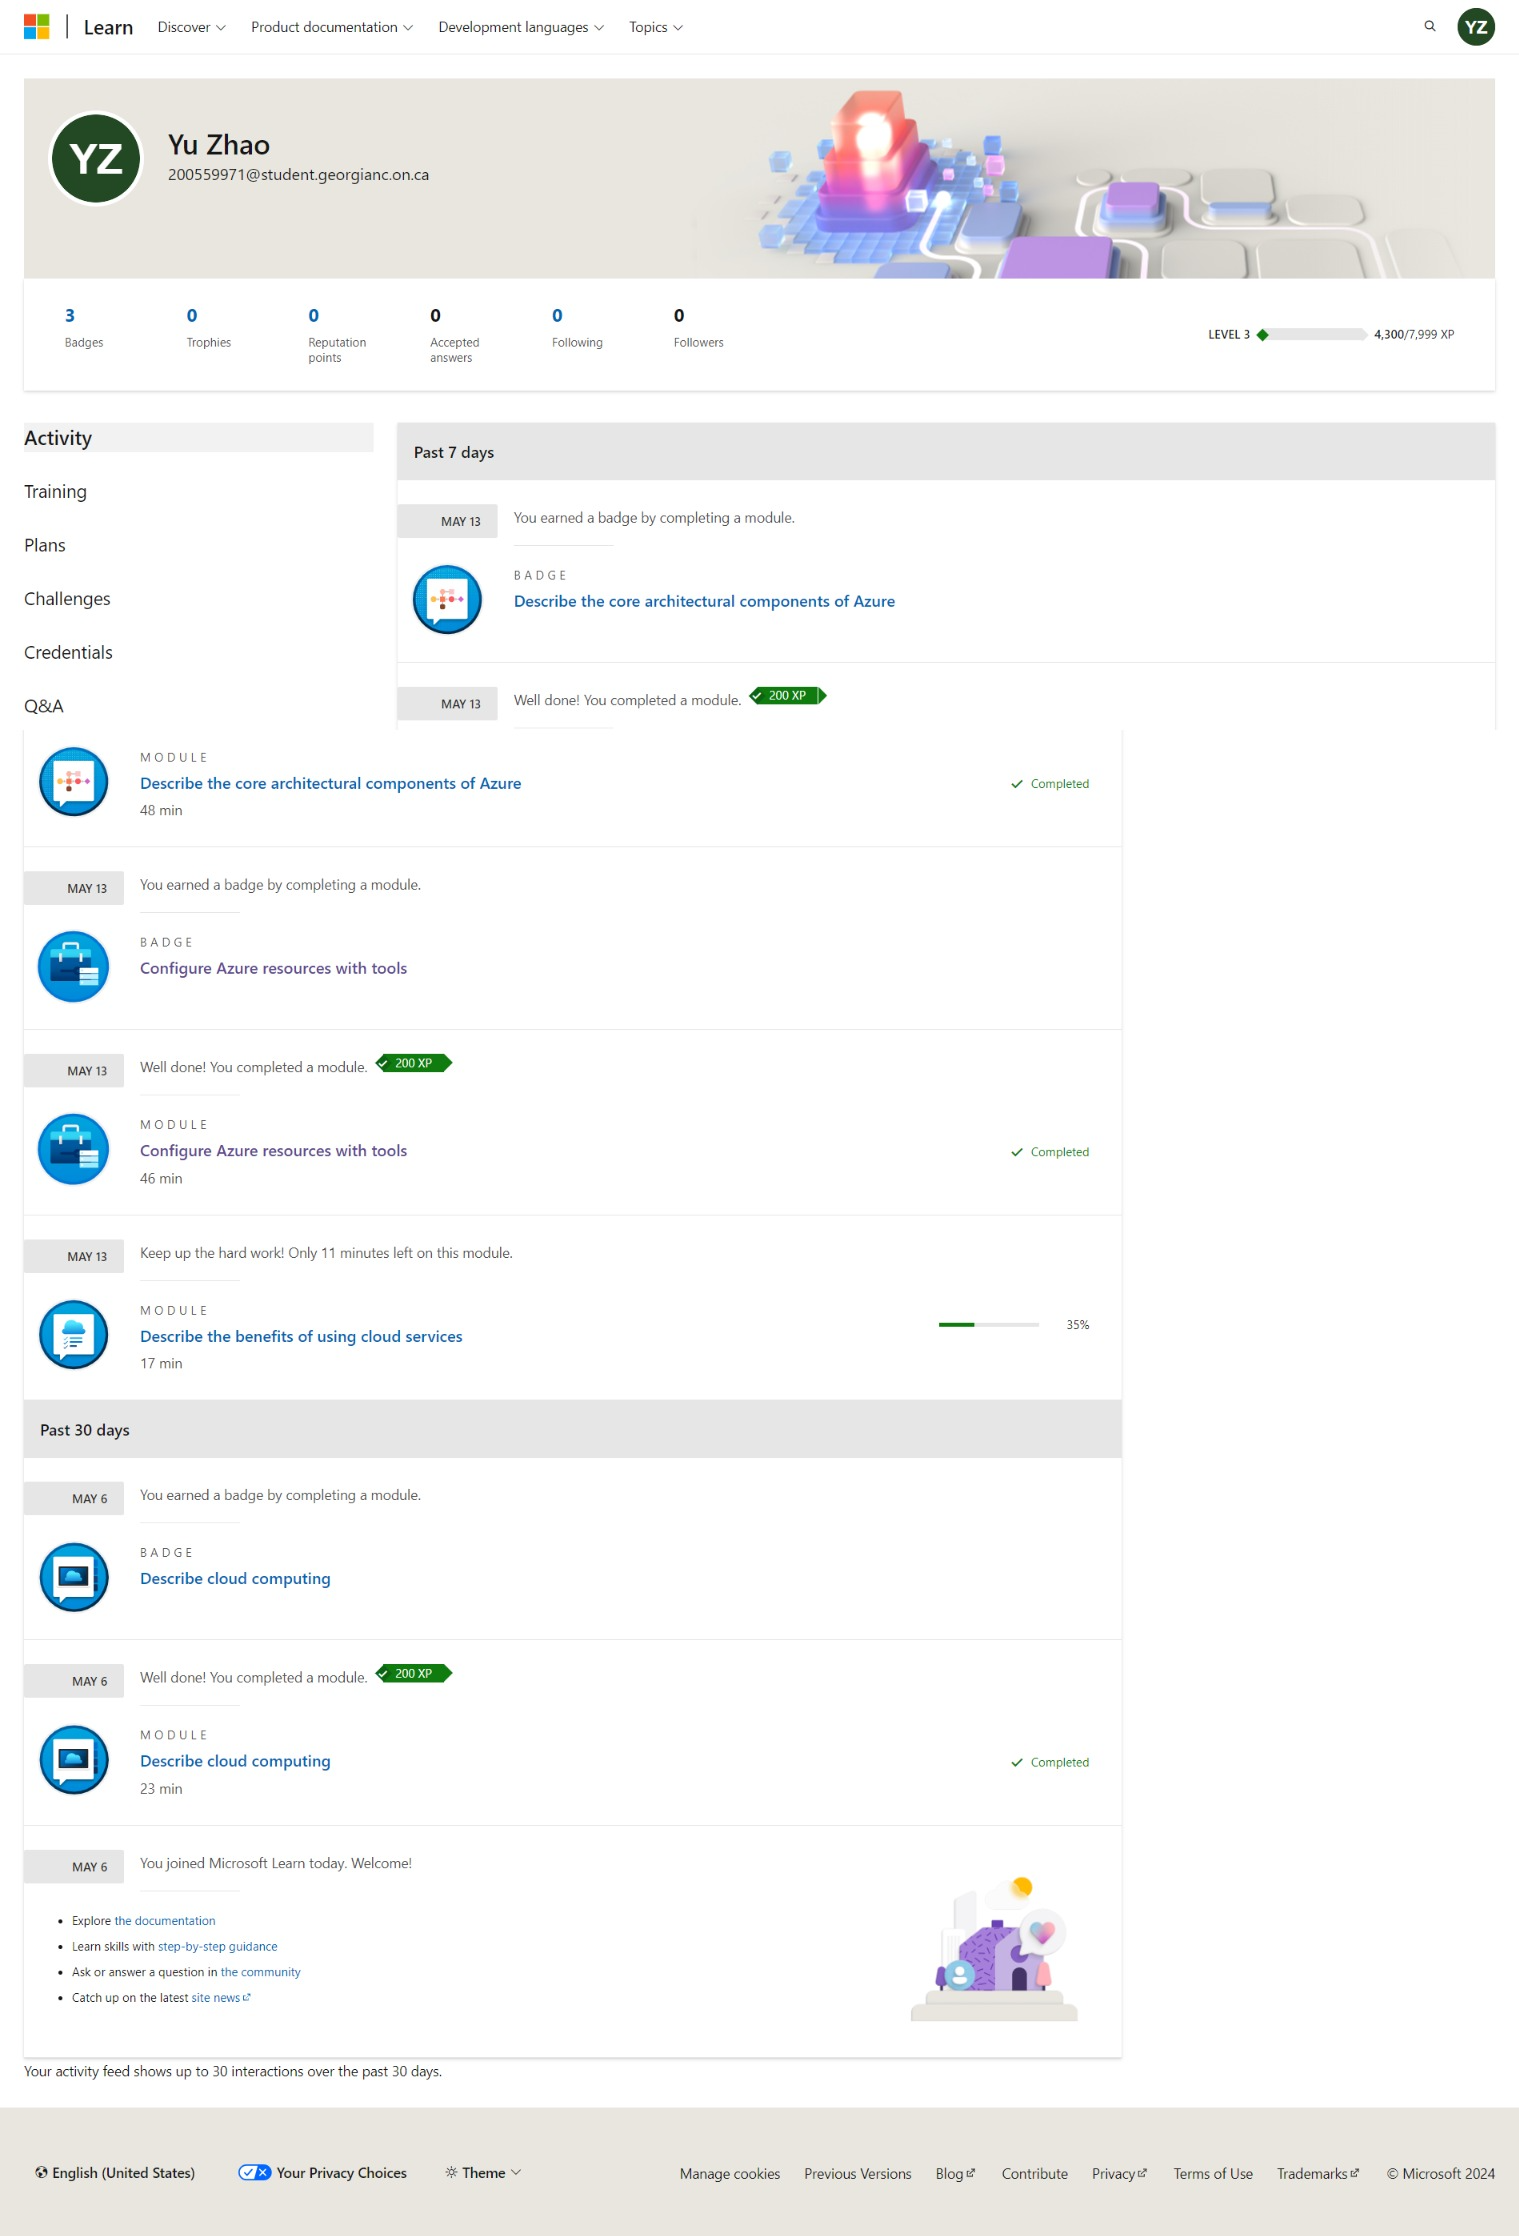 Learn Discover Product documentation Development languages Topics YZ
YZ
Yu Zhao
200559971@student.georgianc.on.ca
3 0 0 0 0 0
Badges Trophies Reputation points Accepted answers Following Followers
LEVEL 3 4,300/7,999 XP
Activity
Training
Plans
Challenges
Credentials
Q&A
Past 7 days
MAY 13 You earned a badge by completing a module.
BADGE
Describe the core architectural components of Azure
MAY 13 Well done! You completed a module. 200 XP
MODULE
Describe the core architectural components of Azure
Completed
48 min
MAY 13 You earned a badge by completing a module.
BADGE
Configure Azure resources with tools
MAY 13 Well done! You completed a module. 200 XP
MODULE
Configure Azure resources with tools
Completed
46 min
MAY 13 Keep up the hard work! Only 11 minutes left on this module.
MODULE
35%
Describe the benefits of using cloud services
17 min
Past 30 days
MAY 6 You earned a badge by completing a module.
BADGE
Describe cloud computing
MAY 6 Well done! You completed a module. 200 XP
MODULE
Describe cloud computing
Completed
23 min
MAY 6 You joined Microsoft Learn today. Welcome!
• Explore the documentation
• Learn skills with step-by-step guidance
• Ask or answer a question in the community
• Catch up on the latest site news
Your activity feed shows up to 30 interactions over the past 30 days.
English (United States) Your Privacy Choices Theme Manage cookies Previous Versions Blog Contribute Privacy Terms of Use Trademarks © Microsoft 2024